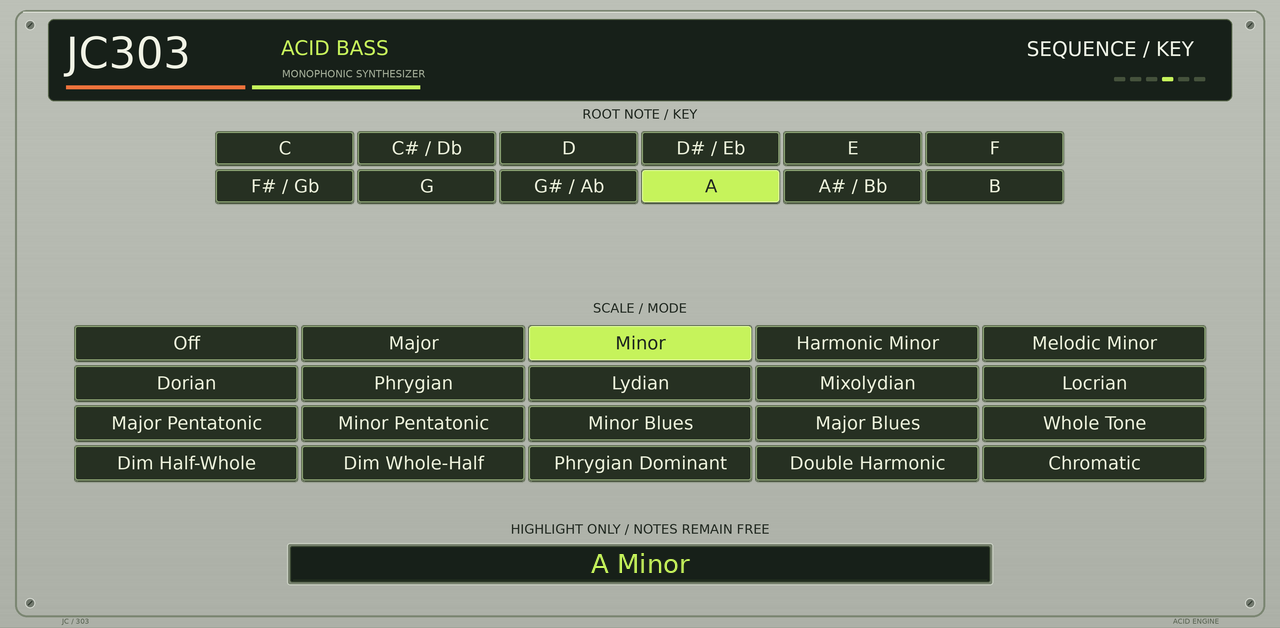 JC303
ACID BASS
MONOPHONIC SYNTHESIZER
SEQUENCE / KEY
ROOT NOTE / KEY
C C# / Db D D# / Eb E F
F# / Gb G G# / Ab A A# / Bb B
SCALE / MODE
Off Major Minor Harmonic Minor Melodic Minor
Dorian Phrygian Lydian Mixolydian Locrian
Major Pentatonic Minor Pentatonic Minor Blues Major Blues Whole Tone
Dim Half-Whole Dim Whole-Half Phrygian Dominant Double Harmonic Chromatic
HIGHLIGHT ONLY / NOTES REMAIN FREE
A Minor
JC / 303 ACID ENGINE